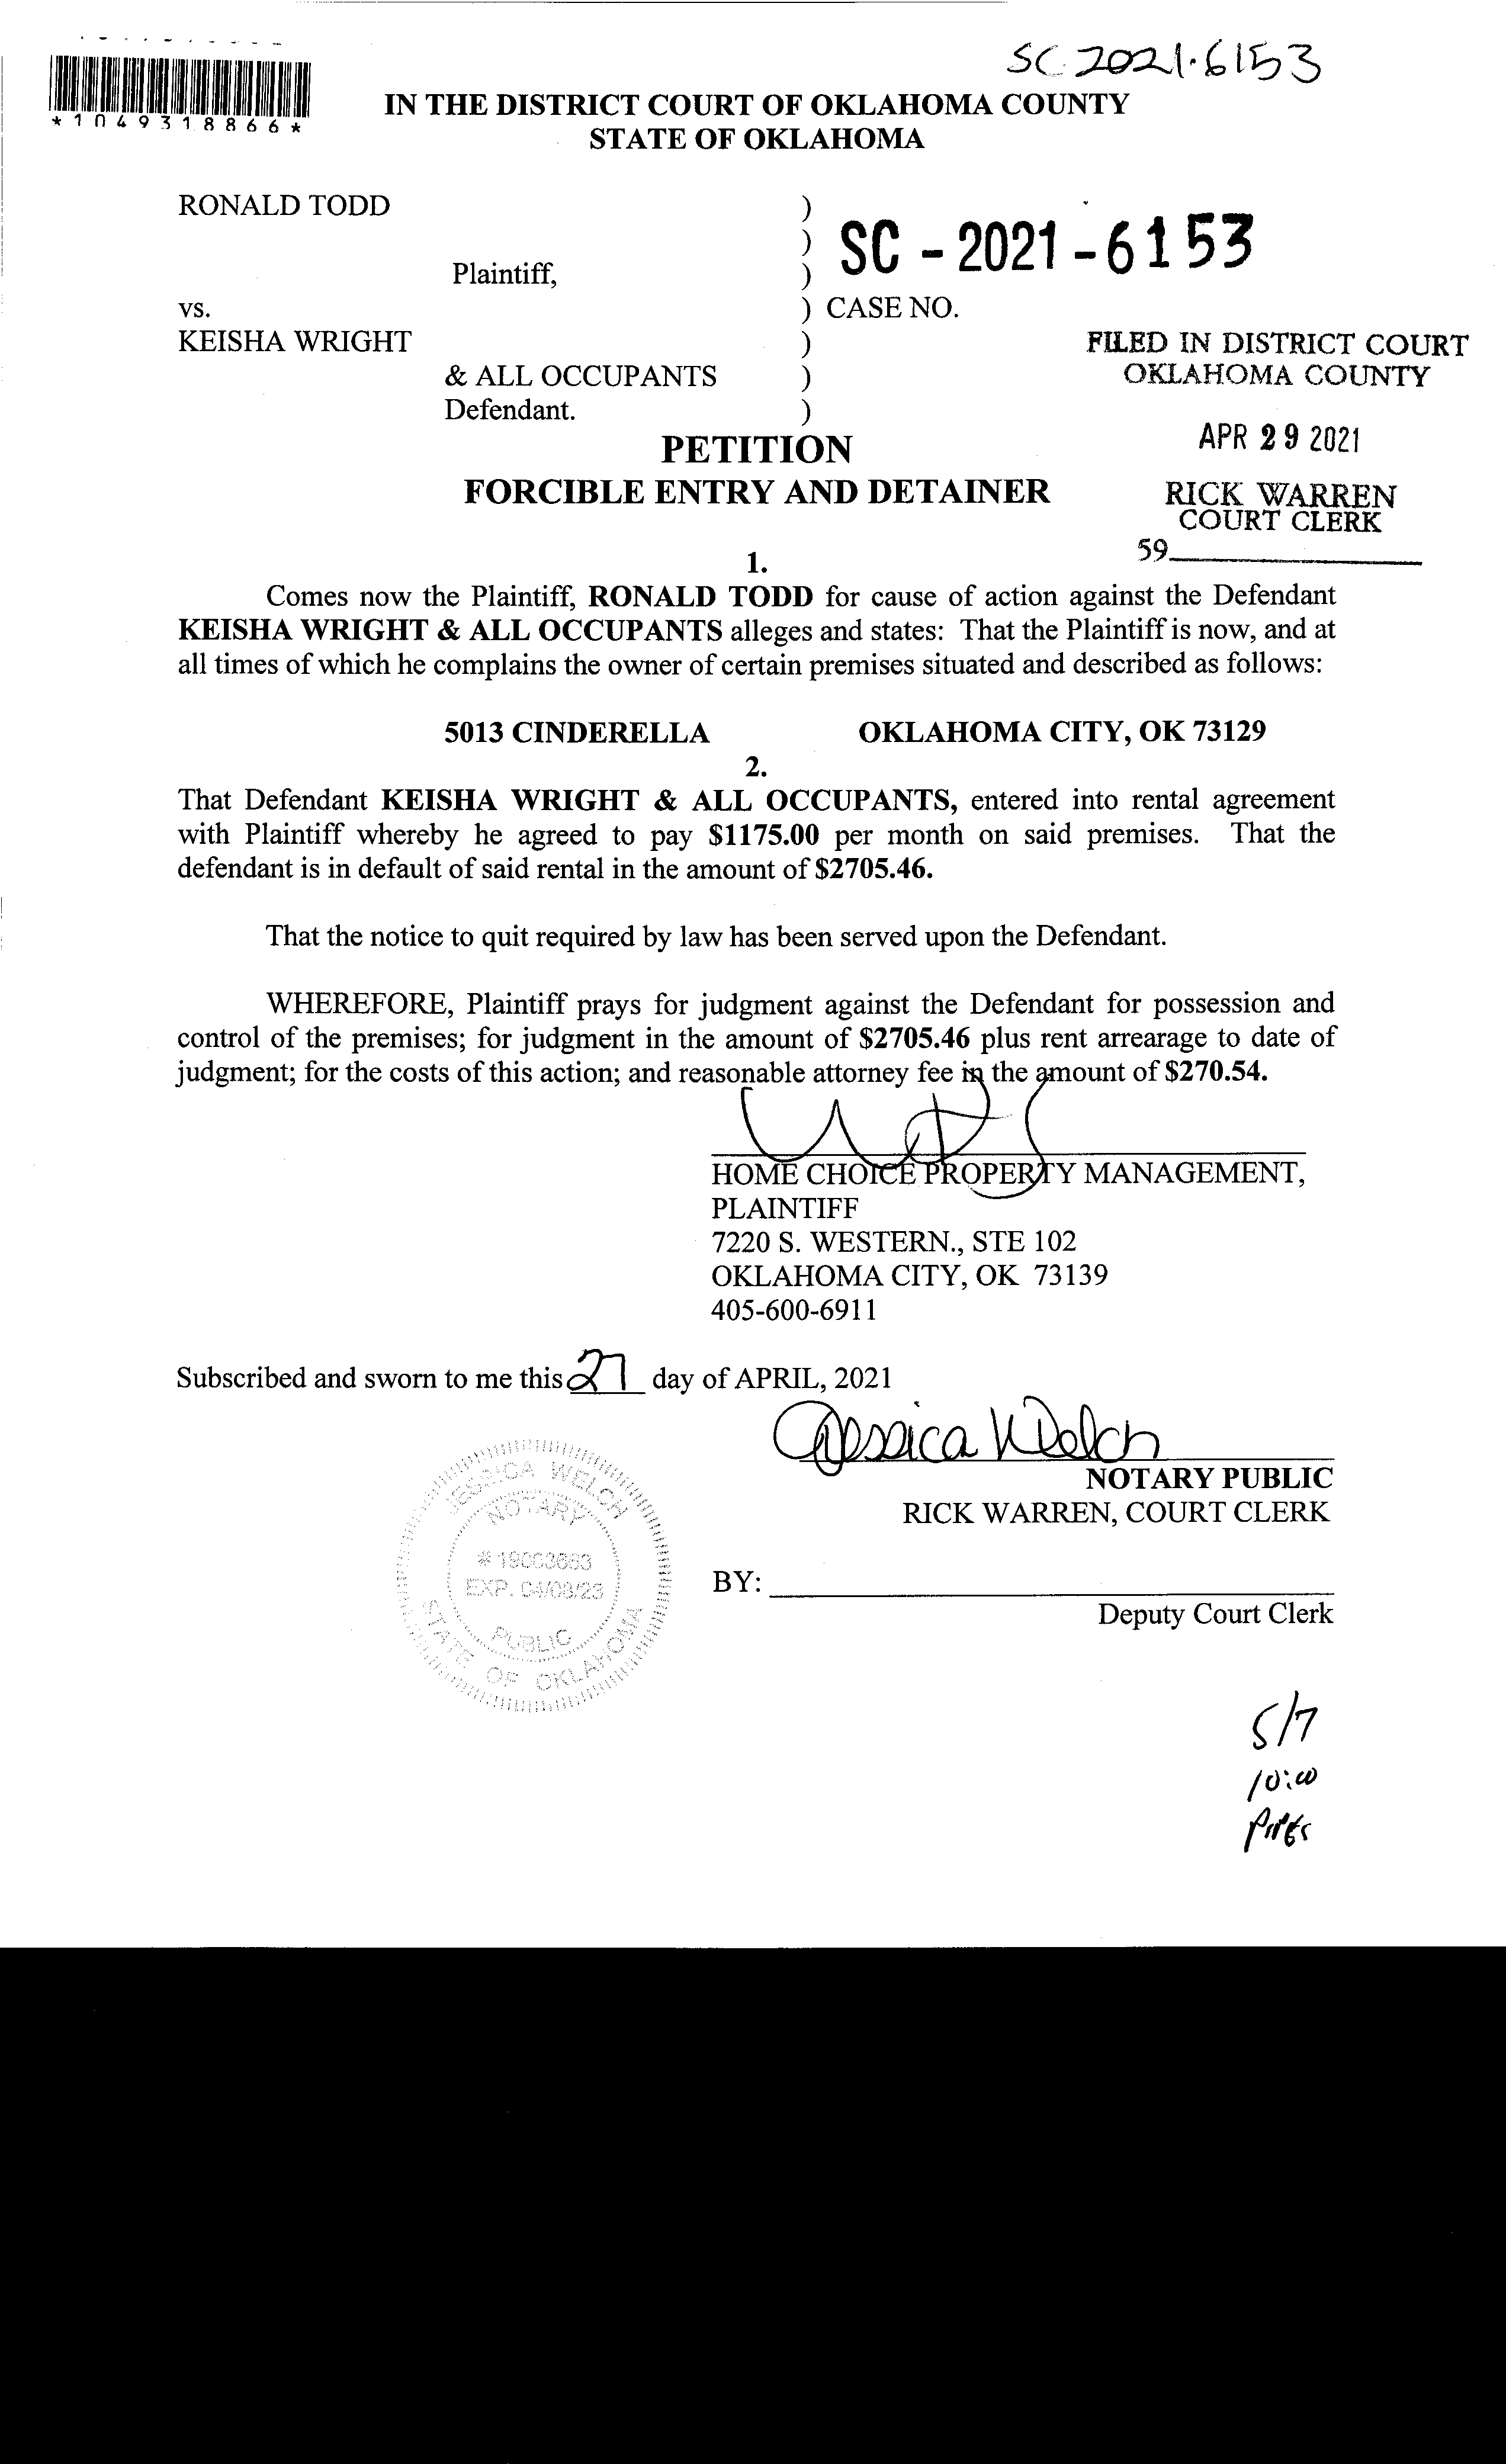 SC 2021-6153
*1049318866*
IN THE DISTRICT COURT OF OKLAHOMA COUNTY
STATE OF OKLAHOMA
RONALD TODD )
) SC - 2021 - 6153
Plaintiff, )
vs. ) CASE NO.
KEISHA WRIGHT )
FILED IN DISTRICT COURT
& ALL OCCUPANTS )
OKLAHOMA COUNTY
Defendant. )
APR 29 2021
PETITION
FORCIBLE ENTRY AND DETAINER
RICK WARREN
COURT CLERK
59
1.
Comes now the Plaintiff, RONALD TODD for cause of action against the Defendant
KEISHA WRIGHT & ALL OCCUPANTS alleges and states: That the Plaintiff is now, and at
all times of which he complains the owner of certain premises situated and described as follows:
5013 CINDERELLA OKLAHOMA CITY, OK 73129
2.
That Defendant KEISHA WRIGHT & ALL OCCUPANTS, entered into rental agreement
with Plaintiff whereby he agreed to pay $1175.00 per month on said premises. That the
defendant is in default of said rental in the amount of $2705.46.
That the notice to quit required by law has been served upon the Defendant.
WHEREFORE, Plaintiff prays for judgment against the Defendant for possession and
control of the premises; for judgment in the amount of $2705.46 plus rent arrearage to date of
judgment; for the costs of this action; and reasonable attorney fee in the amount of $270.54.
HOME CHOICE PROPERTY MANAGEMENT,
PLAINTIFF
7220 S. WESTERN., STE 102
OKLAHOMA CITY, OK 73139
405-600-6911
Subscribed and sworn to me this 27 day of APRIL, 2021
Jessica Welch
NOTARY PUBLIC
RICK WARREN, COURT CLERK
JESSICA WELCH
NOTARY
# 19003663
EXP. 04/08/23
PUBLIC
STATE OF OKLAHOMA
BY:
Deputy Court Clerk
5/7
10:00